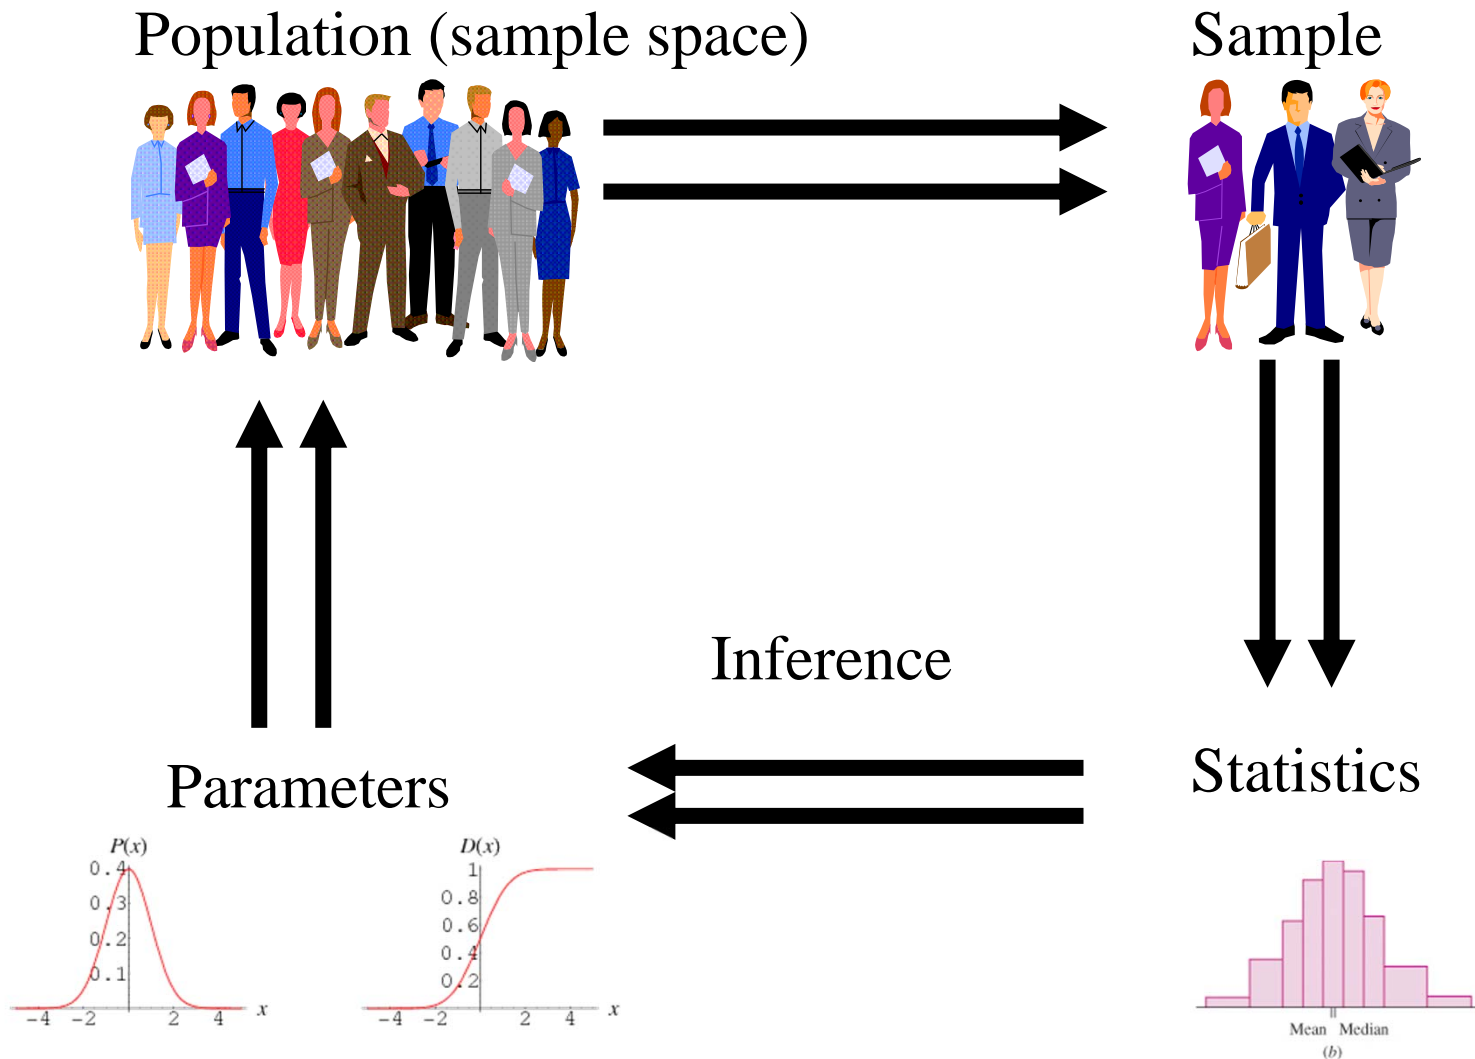 Population (sample space)
Sample
Inference
Statistics
Parameters
P(x)
0.4
0.3
0.2
0.1
-4 -2 2 4 x
D(x)
1
0.8
0.6
0.4
0.2
-4 -2 2 4 x
Mean Median
(b)